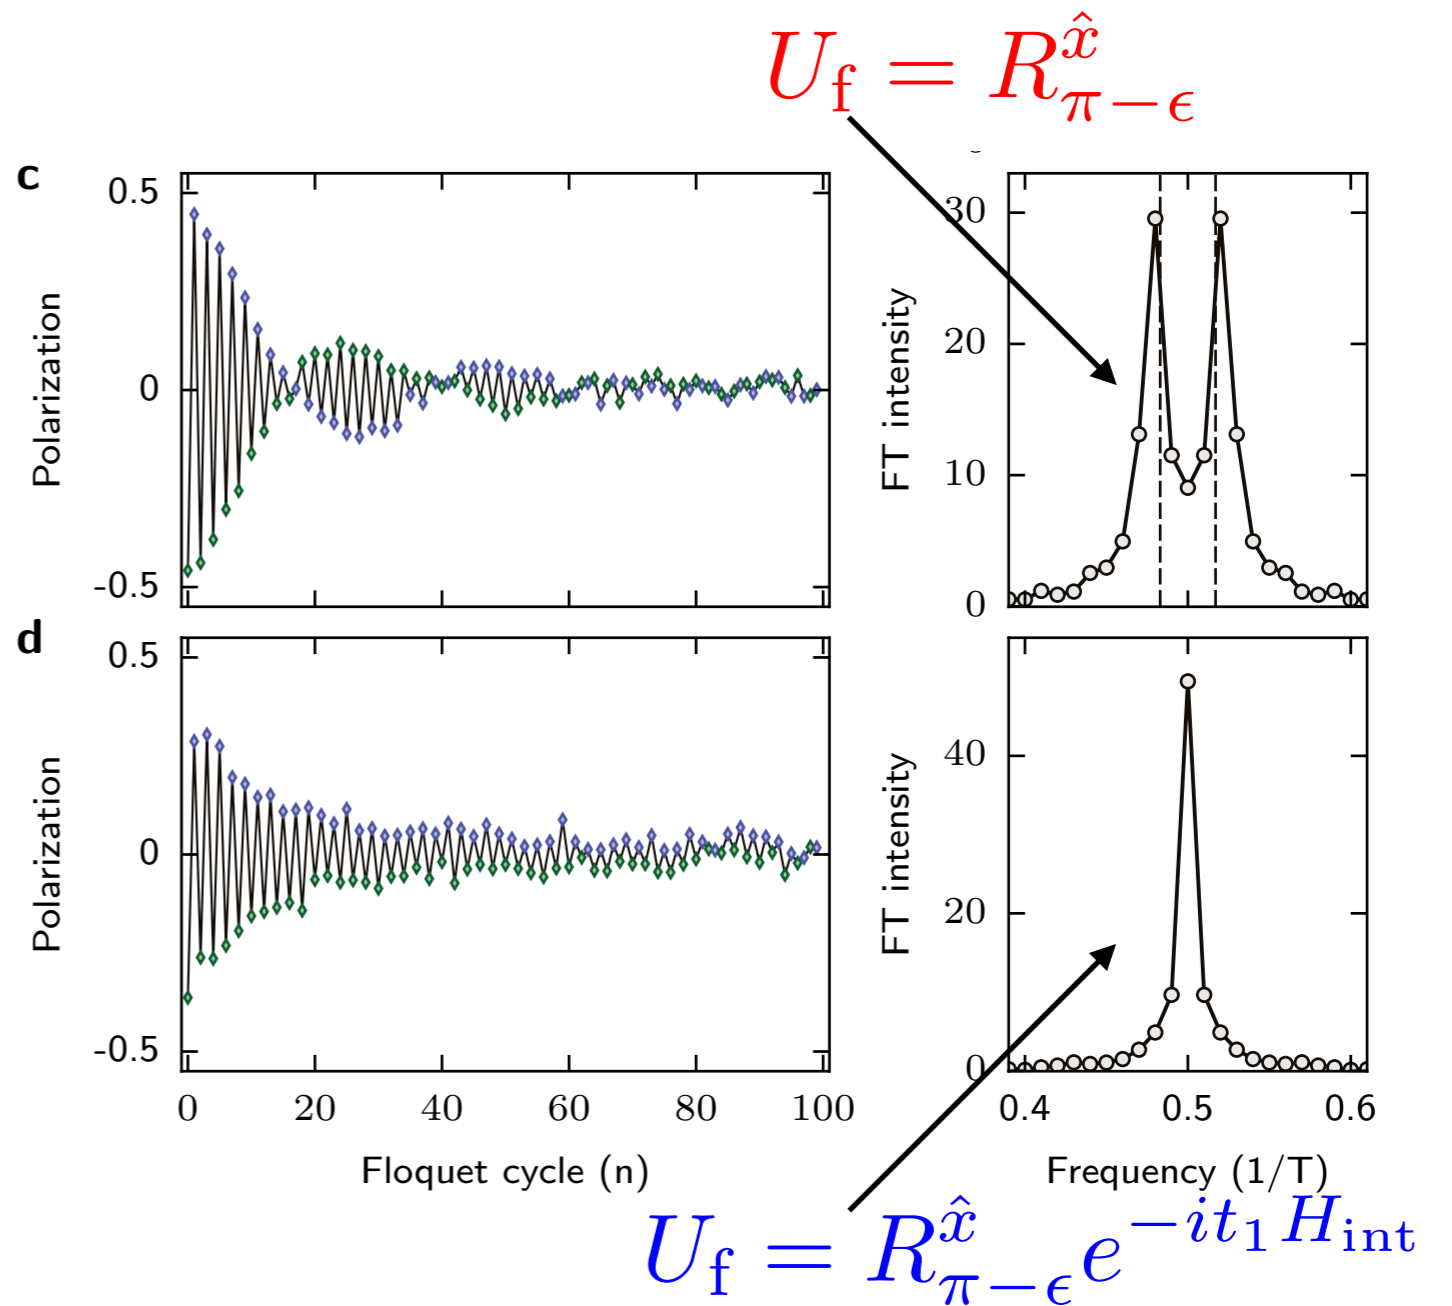 U_f = R^{x̂}_{π−ϵ}
c
0.5
0
-0.5
Polarization
30
20
10
0
FT intensity
d
0.5
0
-0.5
Polarization
0 20 40 60 80 100
Floquet cycle (n)
40
20
0
FT intensity
0.4 0.5 0.6
Frequency (1/T)
U_f = R^{x̂}_{π−ϵ} e^{−it_1 H_int}